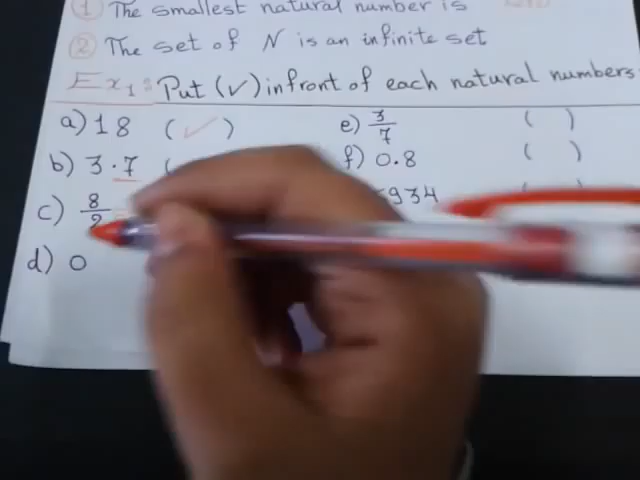 ① The smallest natural number is
② The set of N is an infinite set
Ex1: Put (✓) infront of each natural numbers:
a) 18 (✓) e) 3/7 ( )
b) 3.7 ( f) 0.8 ( )
c) 8/2 5934 ( )
d) 0